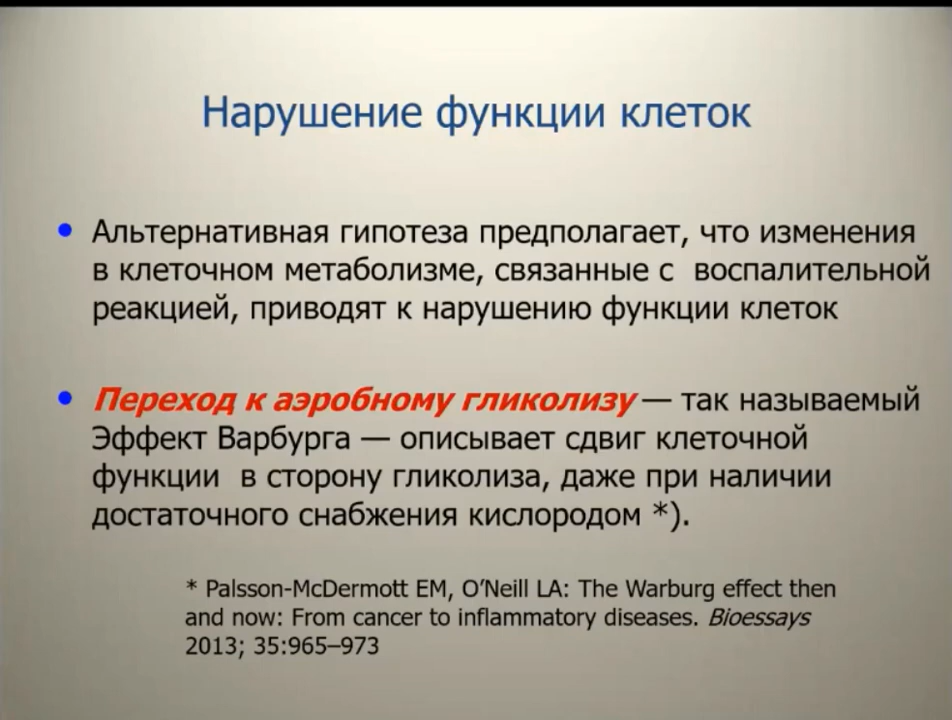 Нарушение функции клеток
• Альтернативная гипотеза предполагает, что изменения
в клеточном метаболизме, связанные с воспалительной
реакцией, приводят к нарушению функции клеток
• Переход к аэробному гликолизу — так называемый
Эффект Варбурга — описывает сдвиг клеточной
функции в сторону гликолиза, даже при наличии
достаточного снабжения кислородом *).
* Palsson-McDermott EM, O’Neill LA: The Warburg effect then
and now: From cancer to inflammatory diseases. Bioessays
2013; 35:965–973